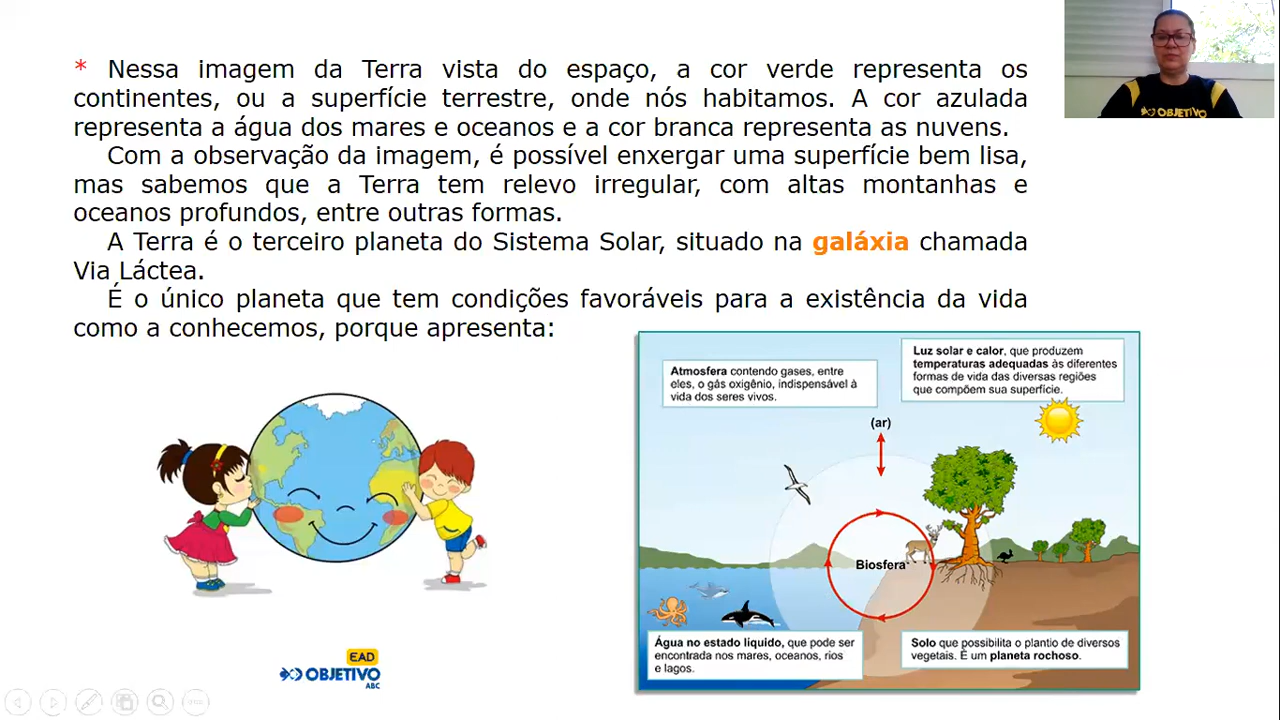 * Nessa imagem da Terra vista do espaço, a cor verde representa os
continentes, ou a superfície terrestre, onde nós habitamos. A cor azulada
representa a água dos mares e oceanos e a cor branca representa as nuvens.
Com a observação da imagem, é possível enxergar uma superfície bem lisa,
mas sabemos que a Terra tem relevo irregular, com altas montanhas e
oceanos profundos, entre outras formas.
A Terra é o terceiro planeta do Sistema Solar, situado na galáxia chamada
Via Láctea.
É o único planeta que tem condições favoráveis para a existência da vida
como a conhecemos, porque apresenta:
OBJETIVO
Atmosfera contendo gases, entre
eles, o gás oxigênio, indispensável à
vida dos seres vivos.
Luz solar e calor, que produzem
temperaturas adequadas às diferentes
formas de vida das diversas regiões
que compõem sua superfície.
(ar)
Biosfera
Água no estado líquido, que pode ser
encontrada nos mares, oceanos, rios
e lagos.
Solo que possibilita o plantio de diversos
vegetais. É um planeta rochoso.
EAD
OBJETIVO
ABC